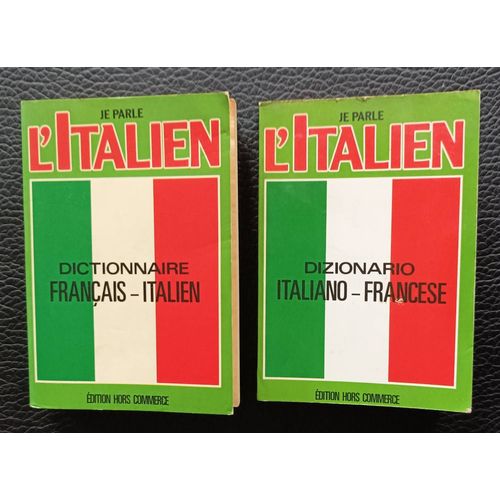 JE PARLE
L'ITALIEN
DICTIONNAIRE
FRANÇAIS - ITALIEN
ÉDITION HORS COMMERCE
JE PARLE
L'ITALIEN
DIZIONARIO
ITALIANO - FRANCESE
ÉDITION HORS COMMERCE